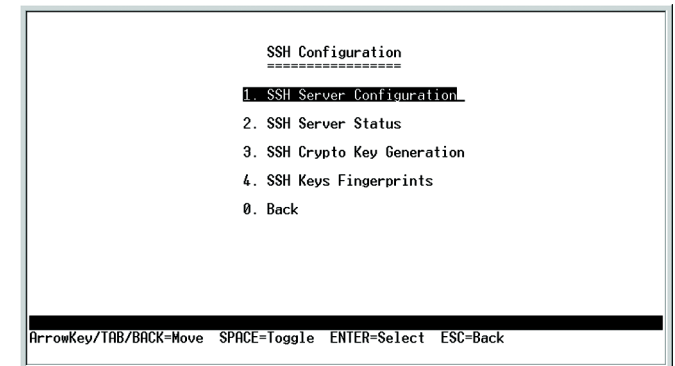 SSH Configuration
=================
1. SSH Server Configuration_
2. SSH Server Status
3. SSH Crypto Key Generation
4. SSH Keys Fingerprints
0. Back
ArrowKey/TAB/BACK=Move SPACE=Toggle ENTER=Select ESC=Back